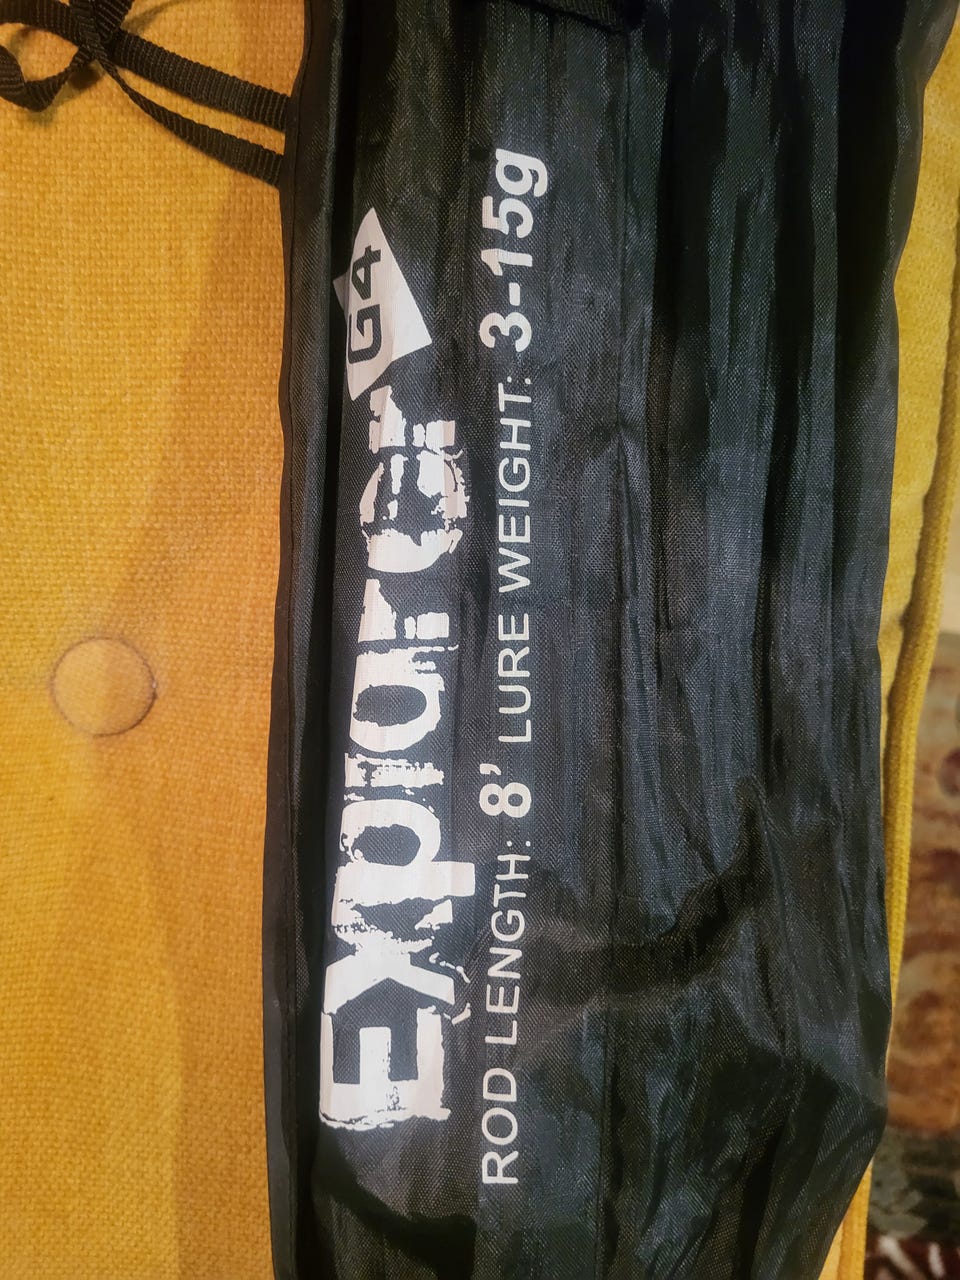 Explorer G4
ROD LENGTH: 8' LURE WEIGHT: 3-15g